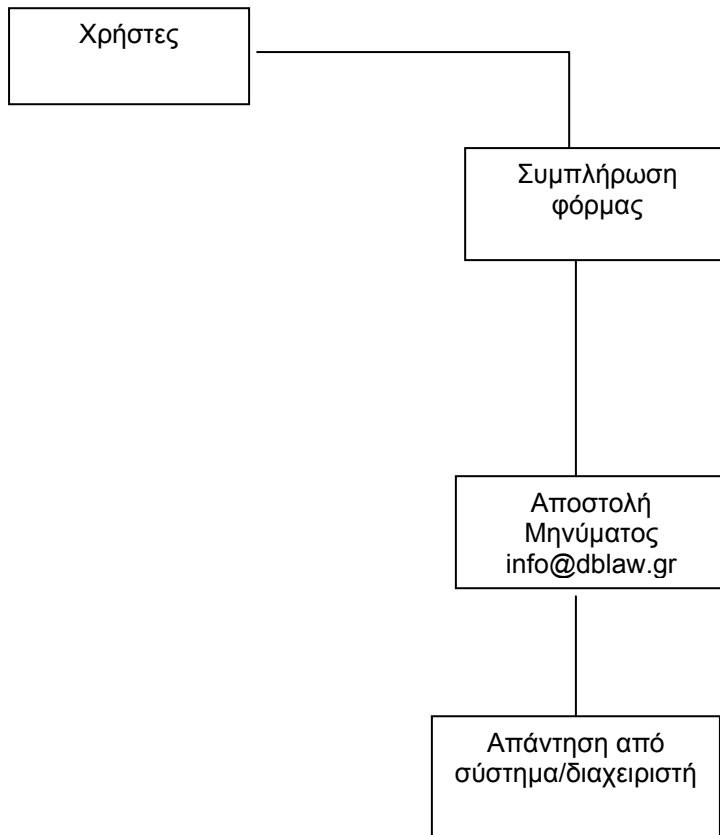 Χρήστες
Συμπλήρωση
φόρμας
Αποστολή
Μηνύματος
info@dblaw.gr
Απάντηση από
σύστημα/διαχειριστή